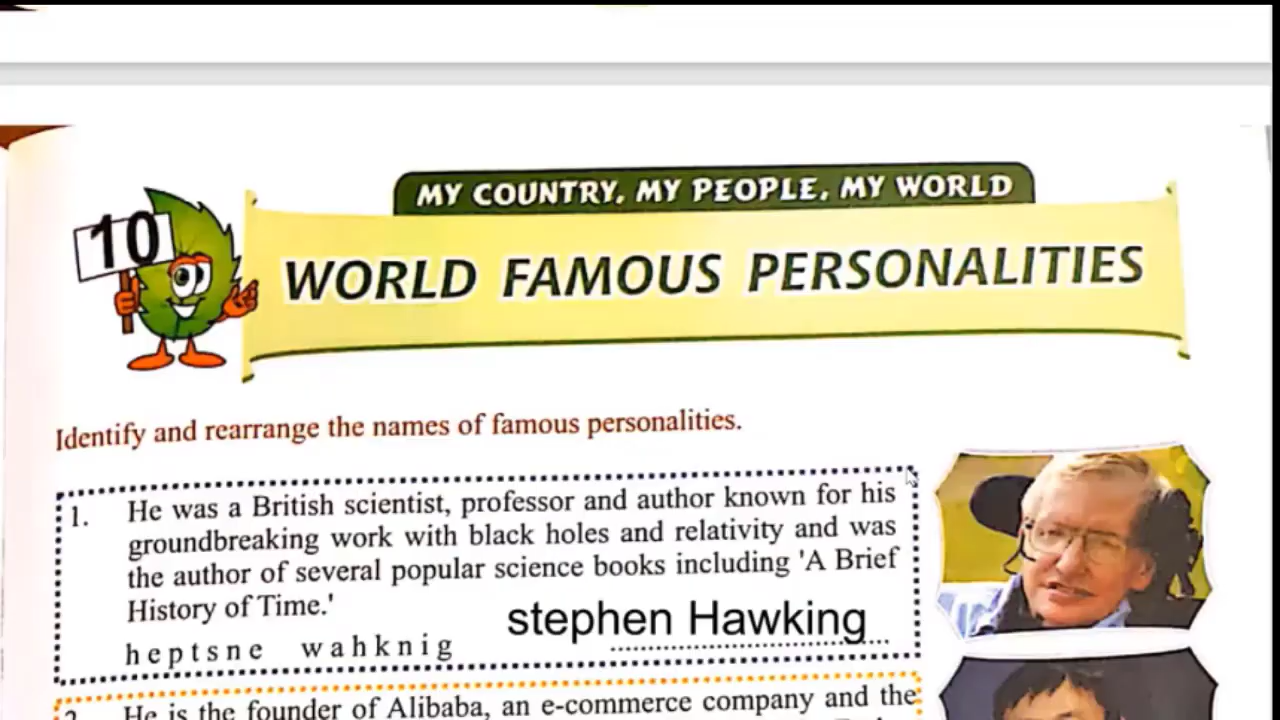 MY COUNTRY, MY PEOPLE, MY WORLD
10
WORLD FAMOUS PERSONALITIES
Identify and rearrange the names of famous personalities.
1. He was a British scientist, professor and author known for his
groundbreaking work with black holes and relativity and was
the author of several popular science books including 'A Brief
History of Time.'
stephen Hawking
heptsne wahknig
2. He is the founder of Alibaba, an e-commerce company and the